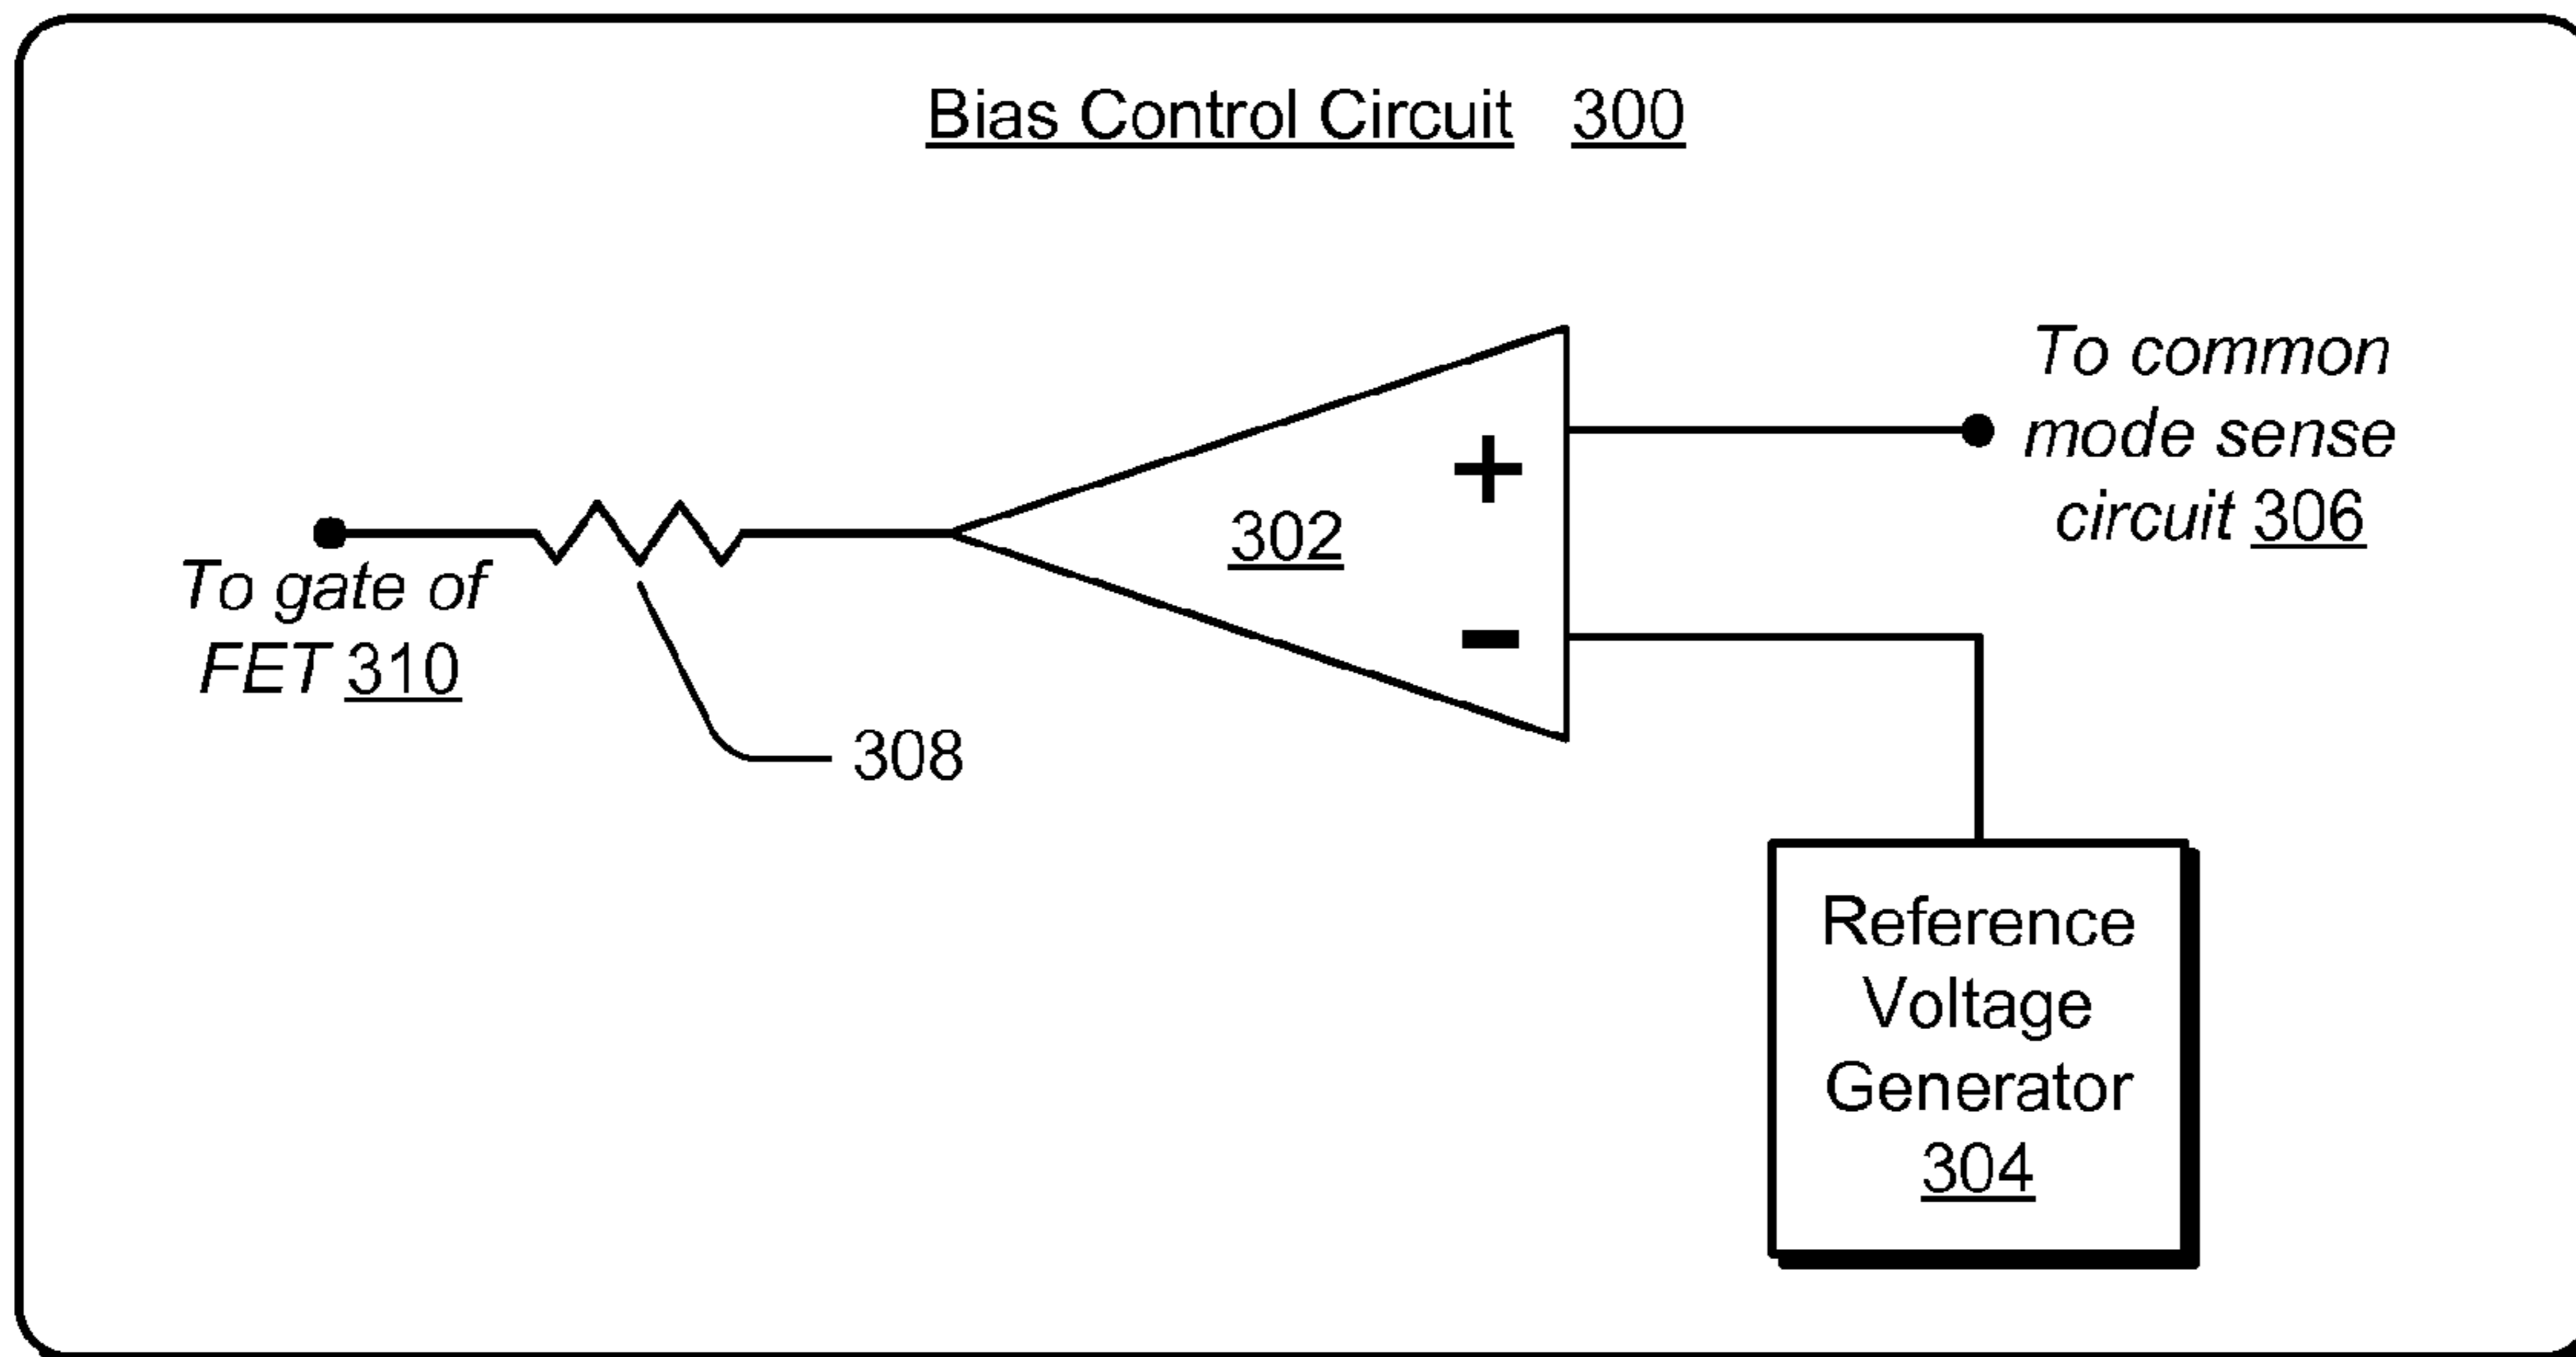 Bias Control Circuit 300
To common
mode sense
circuit 306
+
302
To gate of
FET 310
-
308
Reference
Voltage
Generator
304